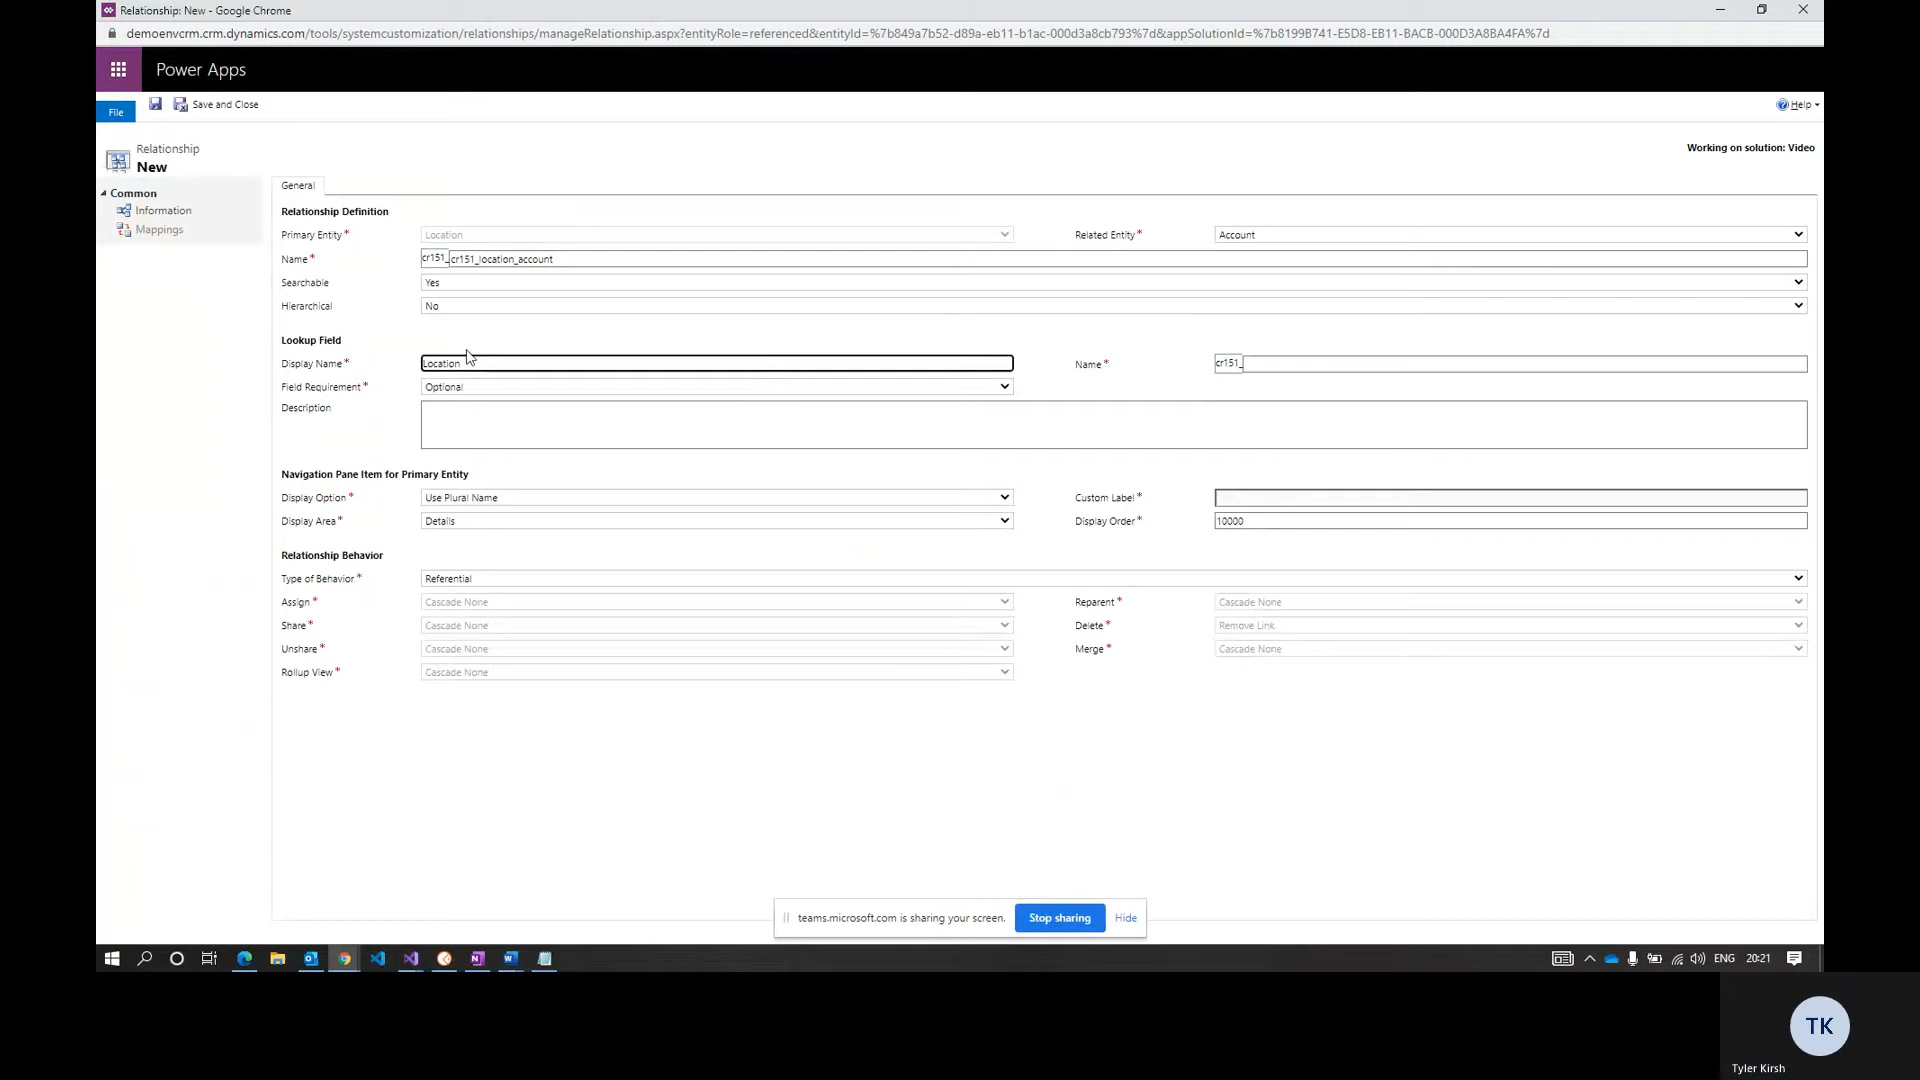 Relationship: New - Google Chrome
demoenvcrm.crm.dynamics.com/tools/systemcustomization/relationships/manageRelationship.aspx?entityRole=referenced&entityId=%7b849a7b52-d89a-eb11-b1ac-000d3a8cb793%7d&appSolutionId=%7b8199B741-E5D8-EB11-BACB-000D3A8BA4FA%7d
Power Apps
File
Save and Close
Help
Relationship
New
Working on solution: Video
Common
Information
Mappings
General
Relationship Definition
Primary Entity* Location Related Entity* Account
Name* cr151_ cr151_location_account
Searchable Yes
Hierarchical No
Lookup Field
Display Name* Location Name* cr151_
Field Requirement* Optional
Description
Navigation Pane Item for Primary Entity
Display Option* Use Plural Name Custom Label*
Display Area* Details Display Order* 10000
Relationship Behavior
Type of Behavior* Referential
Assign* Cascade None Reparent* Cascade None
Share* Cascade None Delete* Remove Link
Unshare* Cascade None Merge* Cascade None
Rollup View* Cascade None
teams.microsoft.com is sharing your screen. Stop sharing Hide
ENG 20:21
TK
Tyler Kirsh